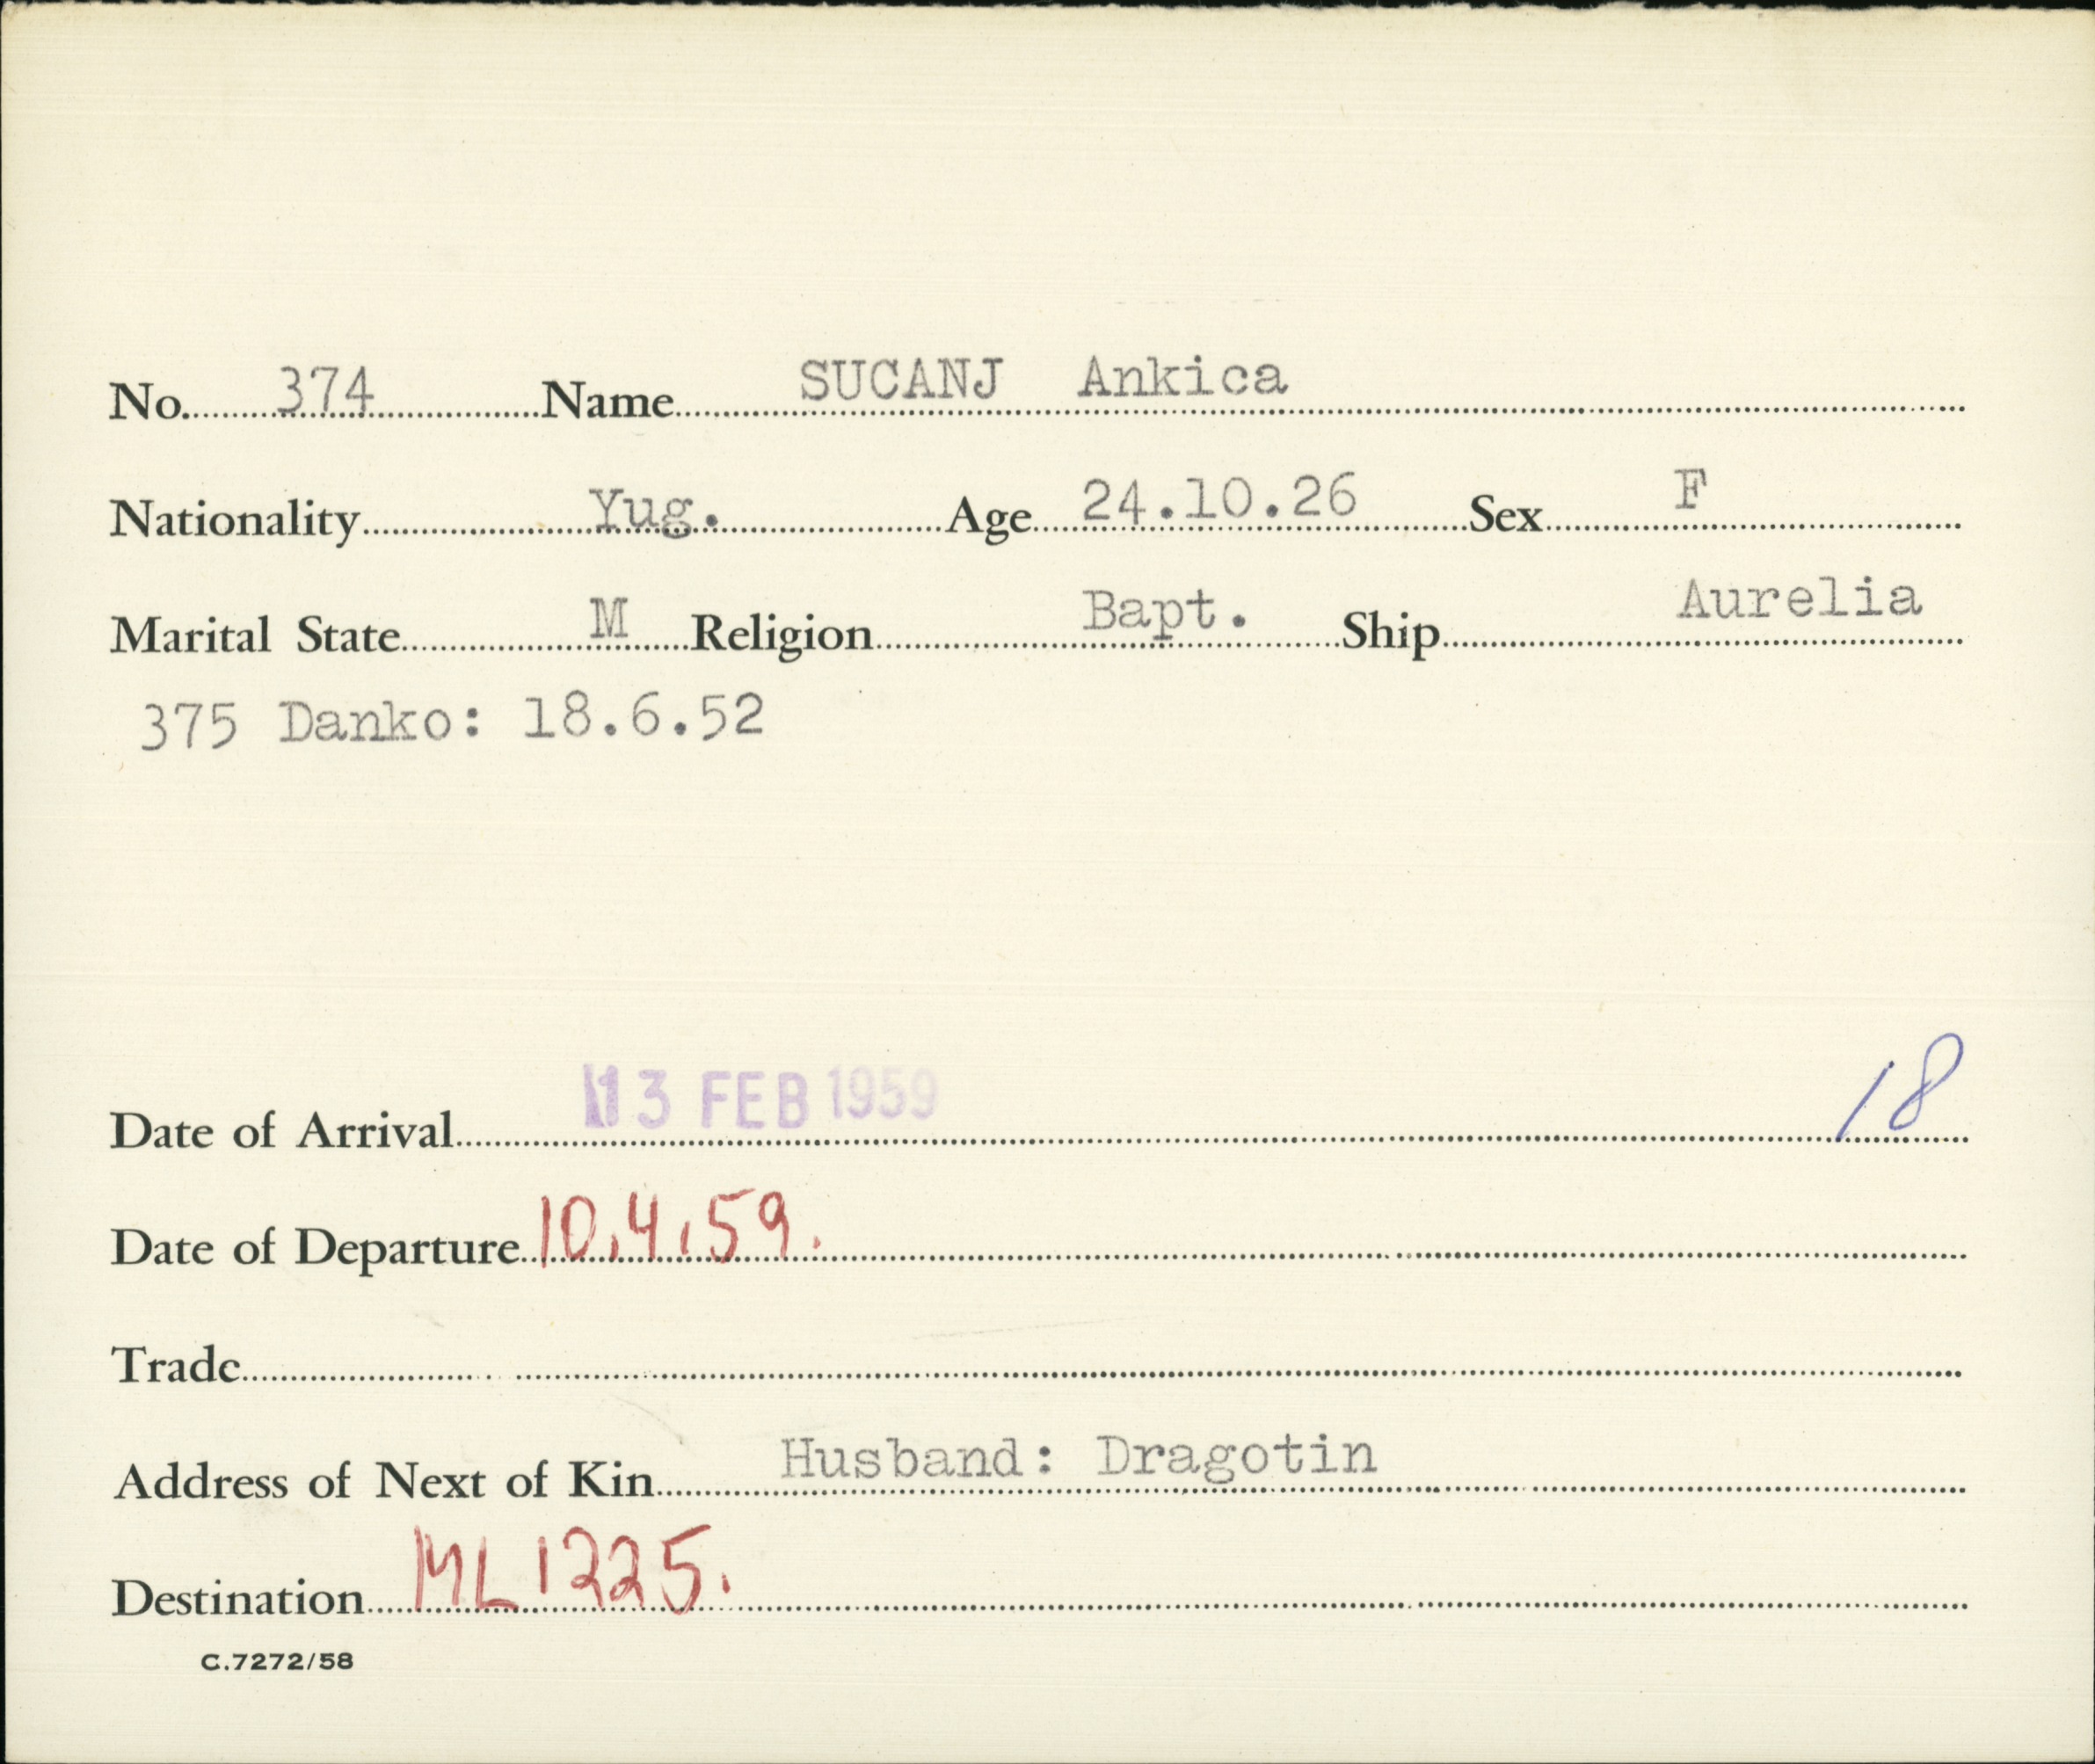 No. 374 Name SUCANJ Ankica
Nationality Yug. Age 24.10.26 Sex F
Marital State M Religion Bapt. Ship Aurelia
375 Danko: 18.6.52
Date of Arrival 13 FEB 1959 18
Date of Departure 10.4.59.
Trade
Address of Next of Kin Husband: Dragotin
Destination ML 1225.
C.7272/58